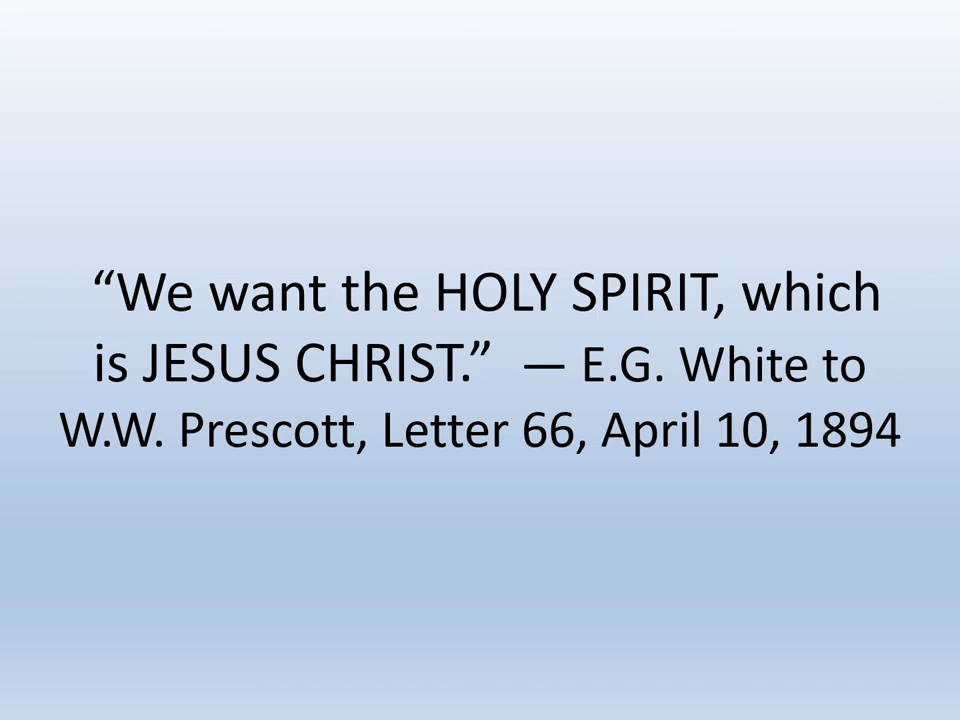 “We want the HOLY SPIRIT, which
is JESUS CHRIST.” — E.G. White to
W.W. Prescott, Letter 66, April 10, 1894